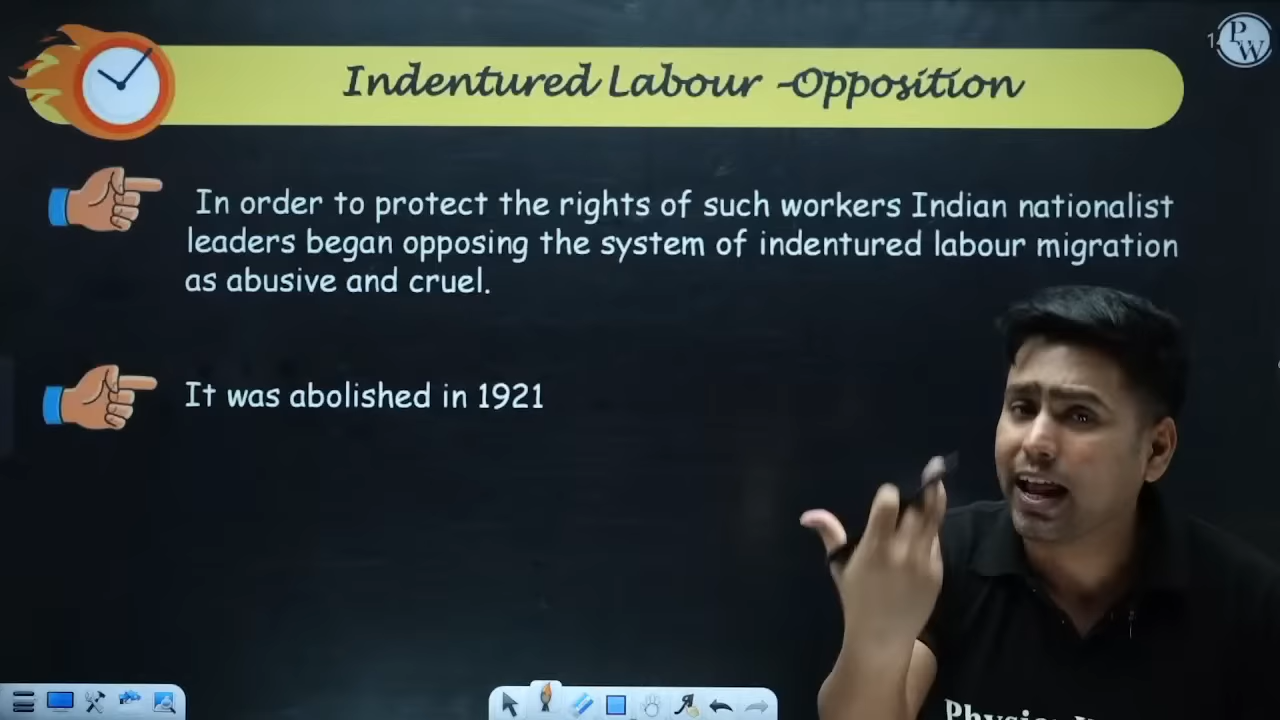 Indentured Labour -Opposition
PW
In order to protect the rights of such workers Indian nationalist
leaders began opposing the system of indentured labour migration
as abusive and cruel.
It was abolished in 1921